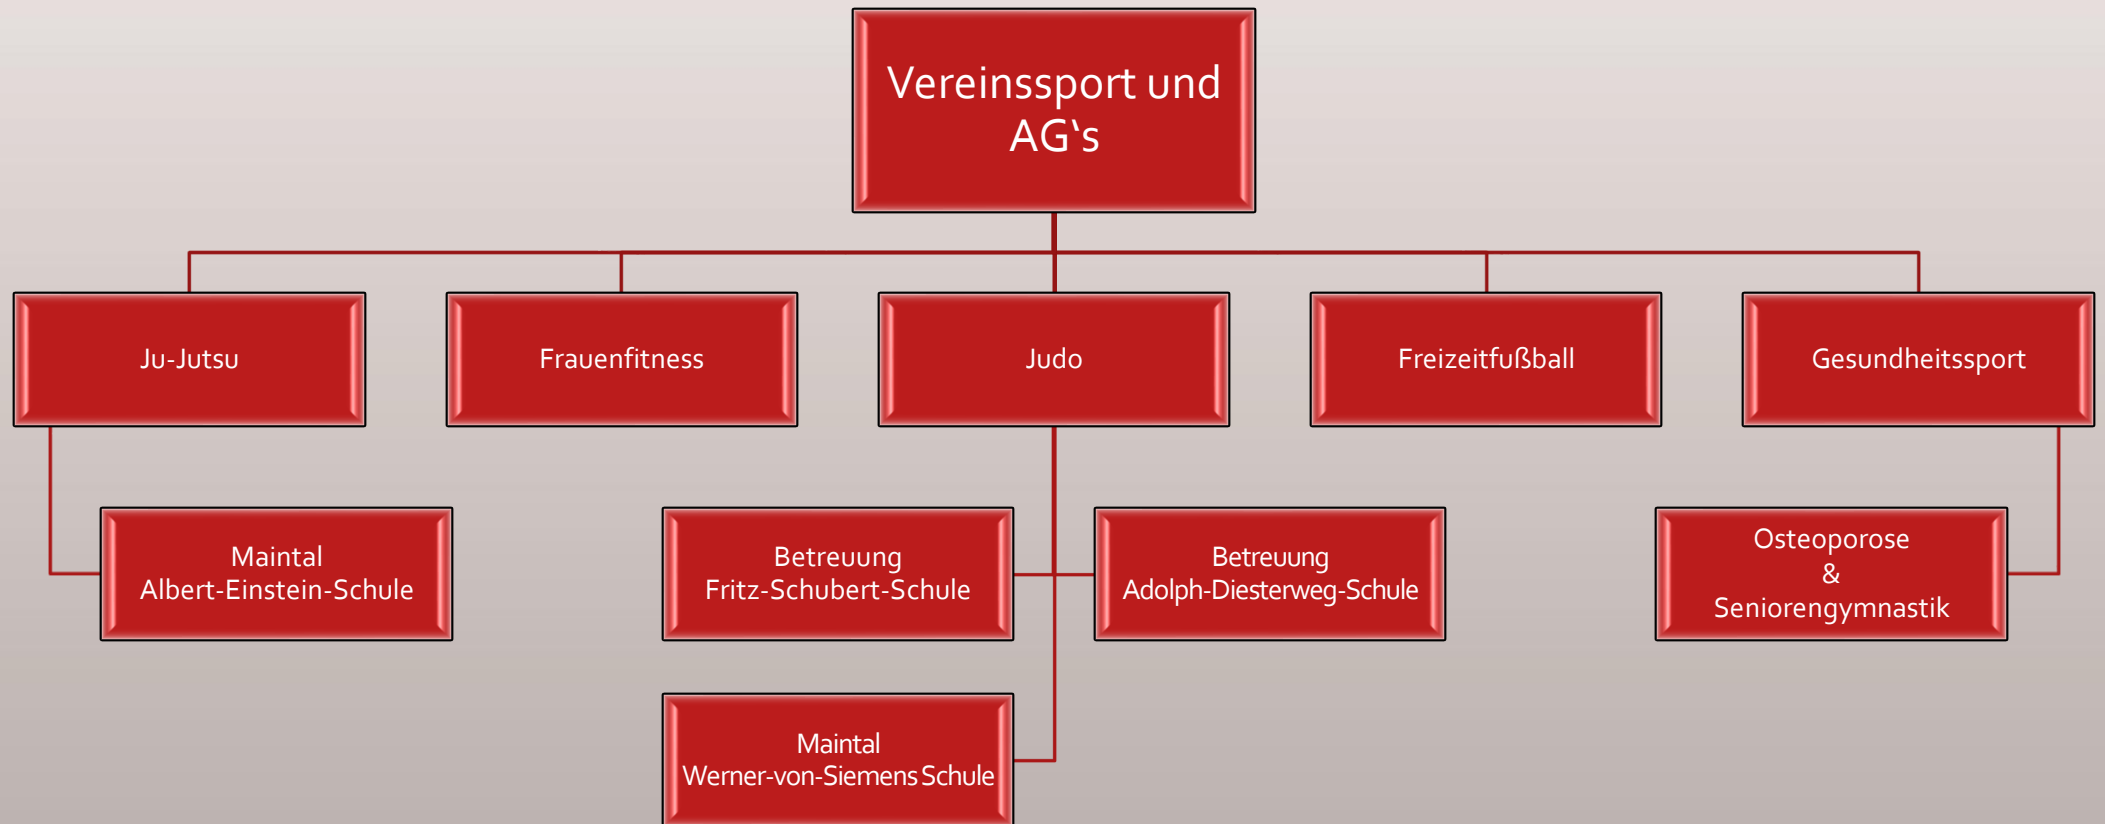 Vereinssport und
AG‘s
Ju-Jutsu
Frauenfitness
Judo
Freizeitfußball
Gesundheitssport
Maintal
Albert-Einstein-Schule
Betreuung
Fritz-Schubert-Schule
Betreuung
Adolph-Diesterweg-Schule
Osteoporose
&
Seniorengymnastik
Maintal
Werner-von-Siemens Schule